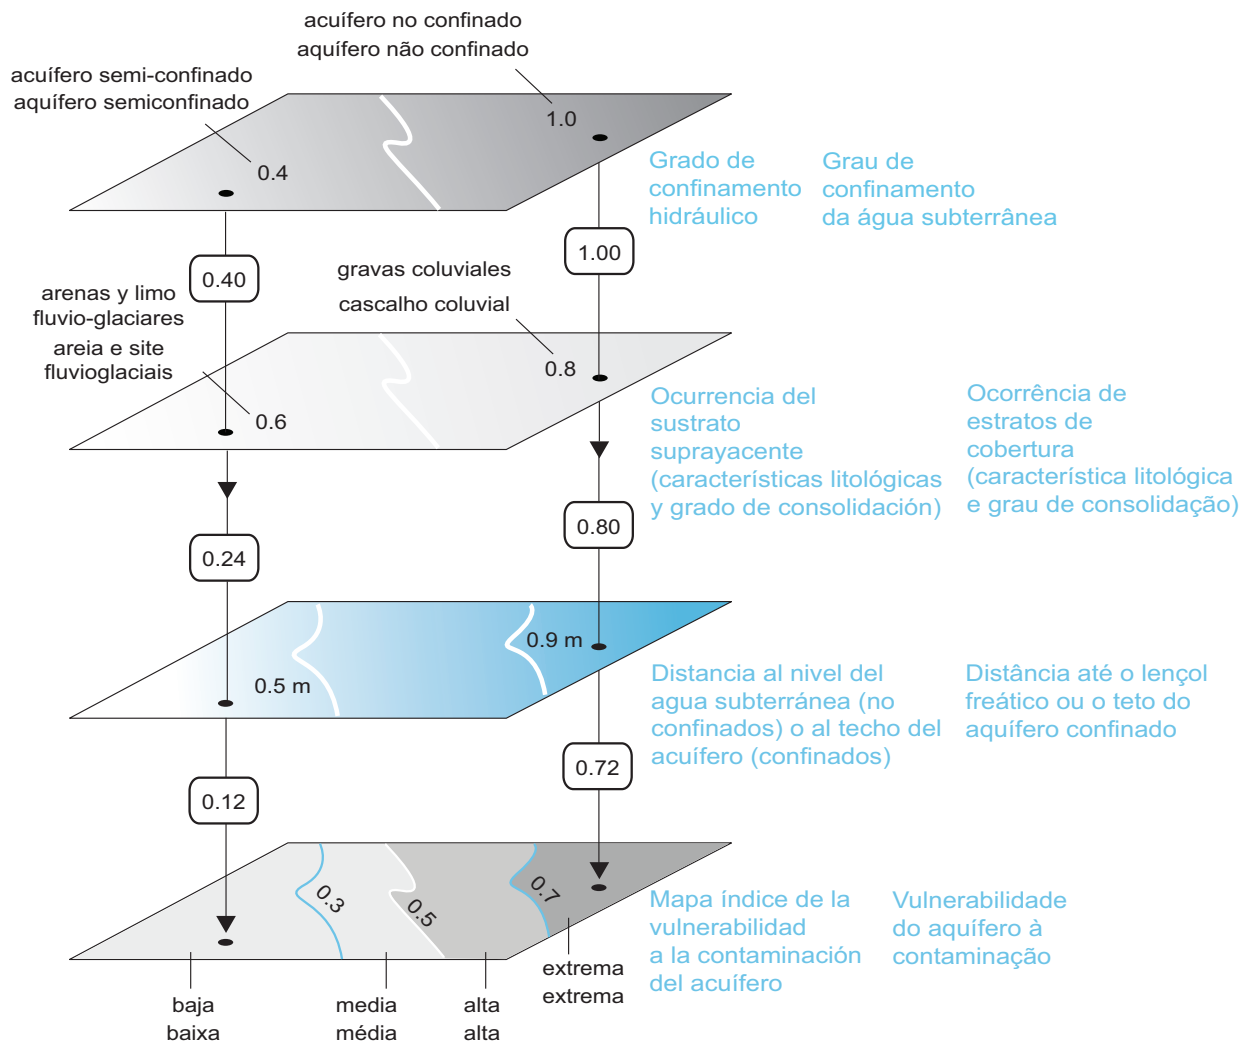 acuífero no confinado
aquífero não confinado
acuífero semi-confinado
aquífero semiconfinado
1.0
0.4
Grado de
confinamento
hidráulico
Grau de
confinamento
da água subterrânea
0.40
1.00
gravas coluviales
cascalho coluvial
arenas y limo
fluvio-glaciares
areia e site
fluvioglaciais
0.8
0.6
Ocurrencia del
sustrato
suprayacente
(características litológicas
y grado de consolidación)
Ocorrência de
estratos de
cobertura
(característica litológica
e grau de consolidação)
0.24
0.80
0.9 m
0.5 m
Distancia al nivel del
agua subterránea (no
confinados) o al techo del
acuífero (confinados)
Distância até o lençol
freático ou o teto do
aquífero confinado
0.12
0.72
0.3
0.5
0.7
Mapa índice de la
vulnerabilidad
a la contaminación
del acuífero
Vulnerabilidade
do aquífero à
contaminação
baja
baixa
media
média
alta
alta
extrema
extrema